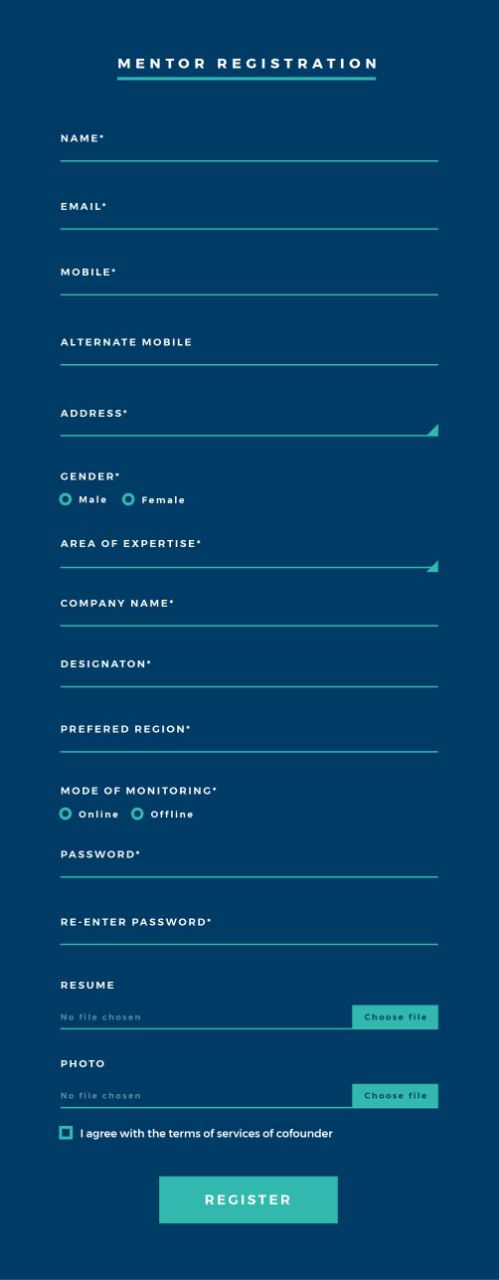 MENTOR REGISTRATION
NAME*
EMAIL*
MOBILE*
ALTERNATE MOBILE
ADDRESS*
GENDER*
Male Female
AREA OF EXPERTISE*
COMPANY NAME*
DESIGNATON*
PREFERED REGION*
MODE OF MONITORING*
Online Offline
PASSWORD*
RE-ENTER PASSWORD*
RESUME
No file chosen Choose file
PHOTO
No file chosen Choose file
I agree with the terms of services of cofounder
REGISTER